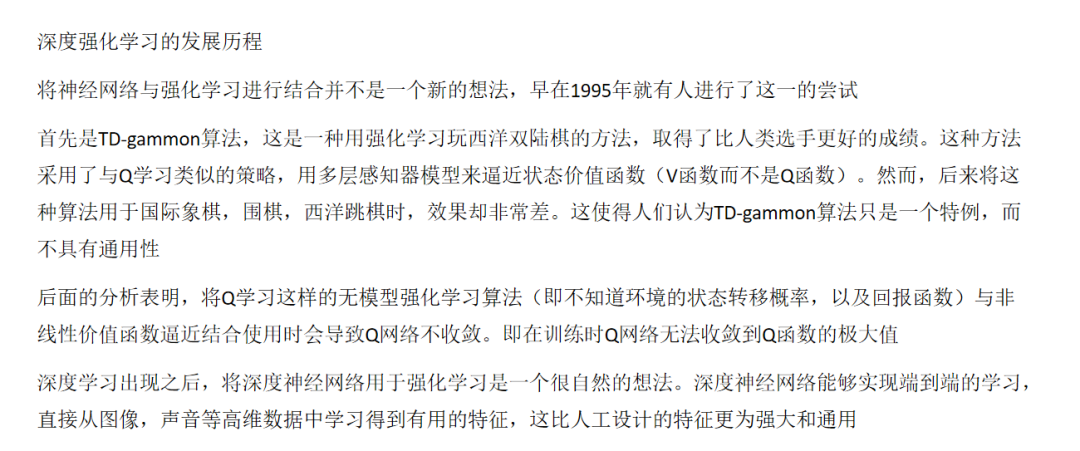 深度强化学习的发展历程
将神经网络与强化学习进行结合并不是一个新的想法，早在1995年就有人进行了这一的尝试
首先是TD-gammon算法，这是一种用强化学习玩西洋双陆棋的方法，取得了比人类选手更好的成绩。这种方法
采用了与Q学习类似的策略，用多层感知器模型来逼近状态价值函数（V函数而不是Q函数）。然而，后来将这
种算法用于国际象棋，围棋，西洋跳棋时，效果却非常差。这使得人们认为TD-gammon算法只是一个特例，而
不具有通用性
后面的分析表明，将Q学习这样的无模型强化学习算法（即不知道环境的状态转移概率，以及回报函数）与非
线性价值函数逼近结合使用时会导致Q网络不收敛。即在训练时Q网络无法收敛到Q函数的极大值
深度学习出现之后，将深度神经网络用于强化学习是一个很自然的想法。深度神经网络能够实现端到端的学习，
直接从图像，声音等高维数据中学习得到有用的特征，这比人工设计的特征更为强大和通用